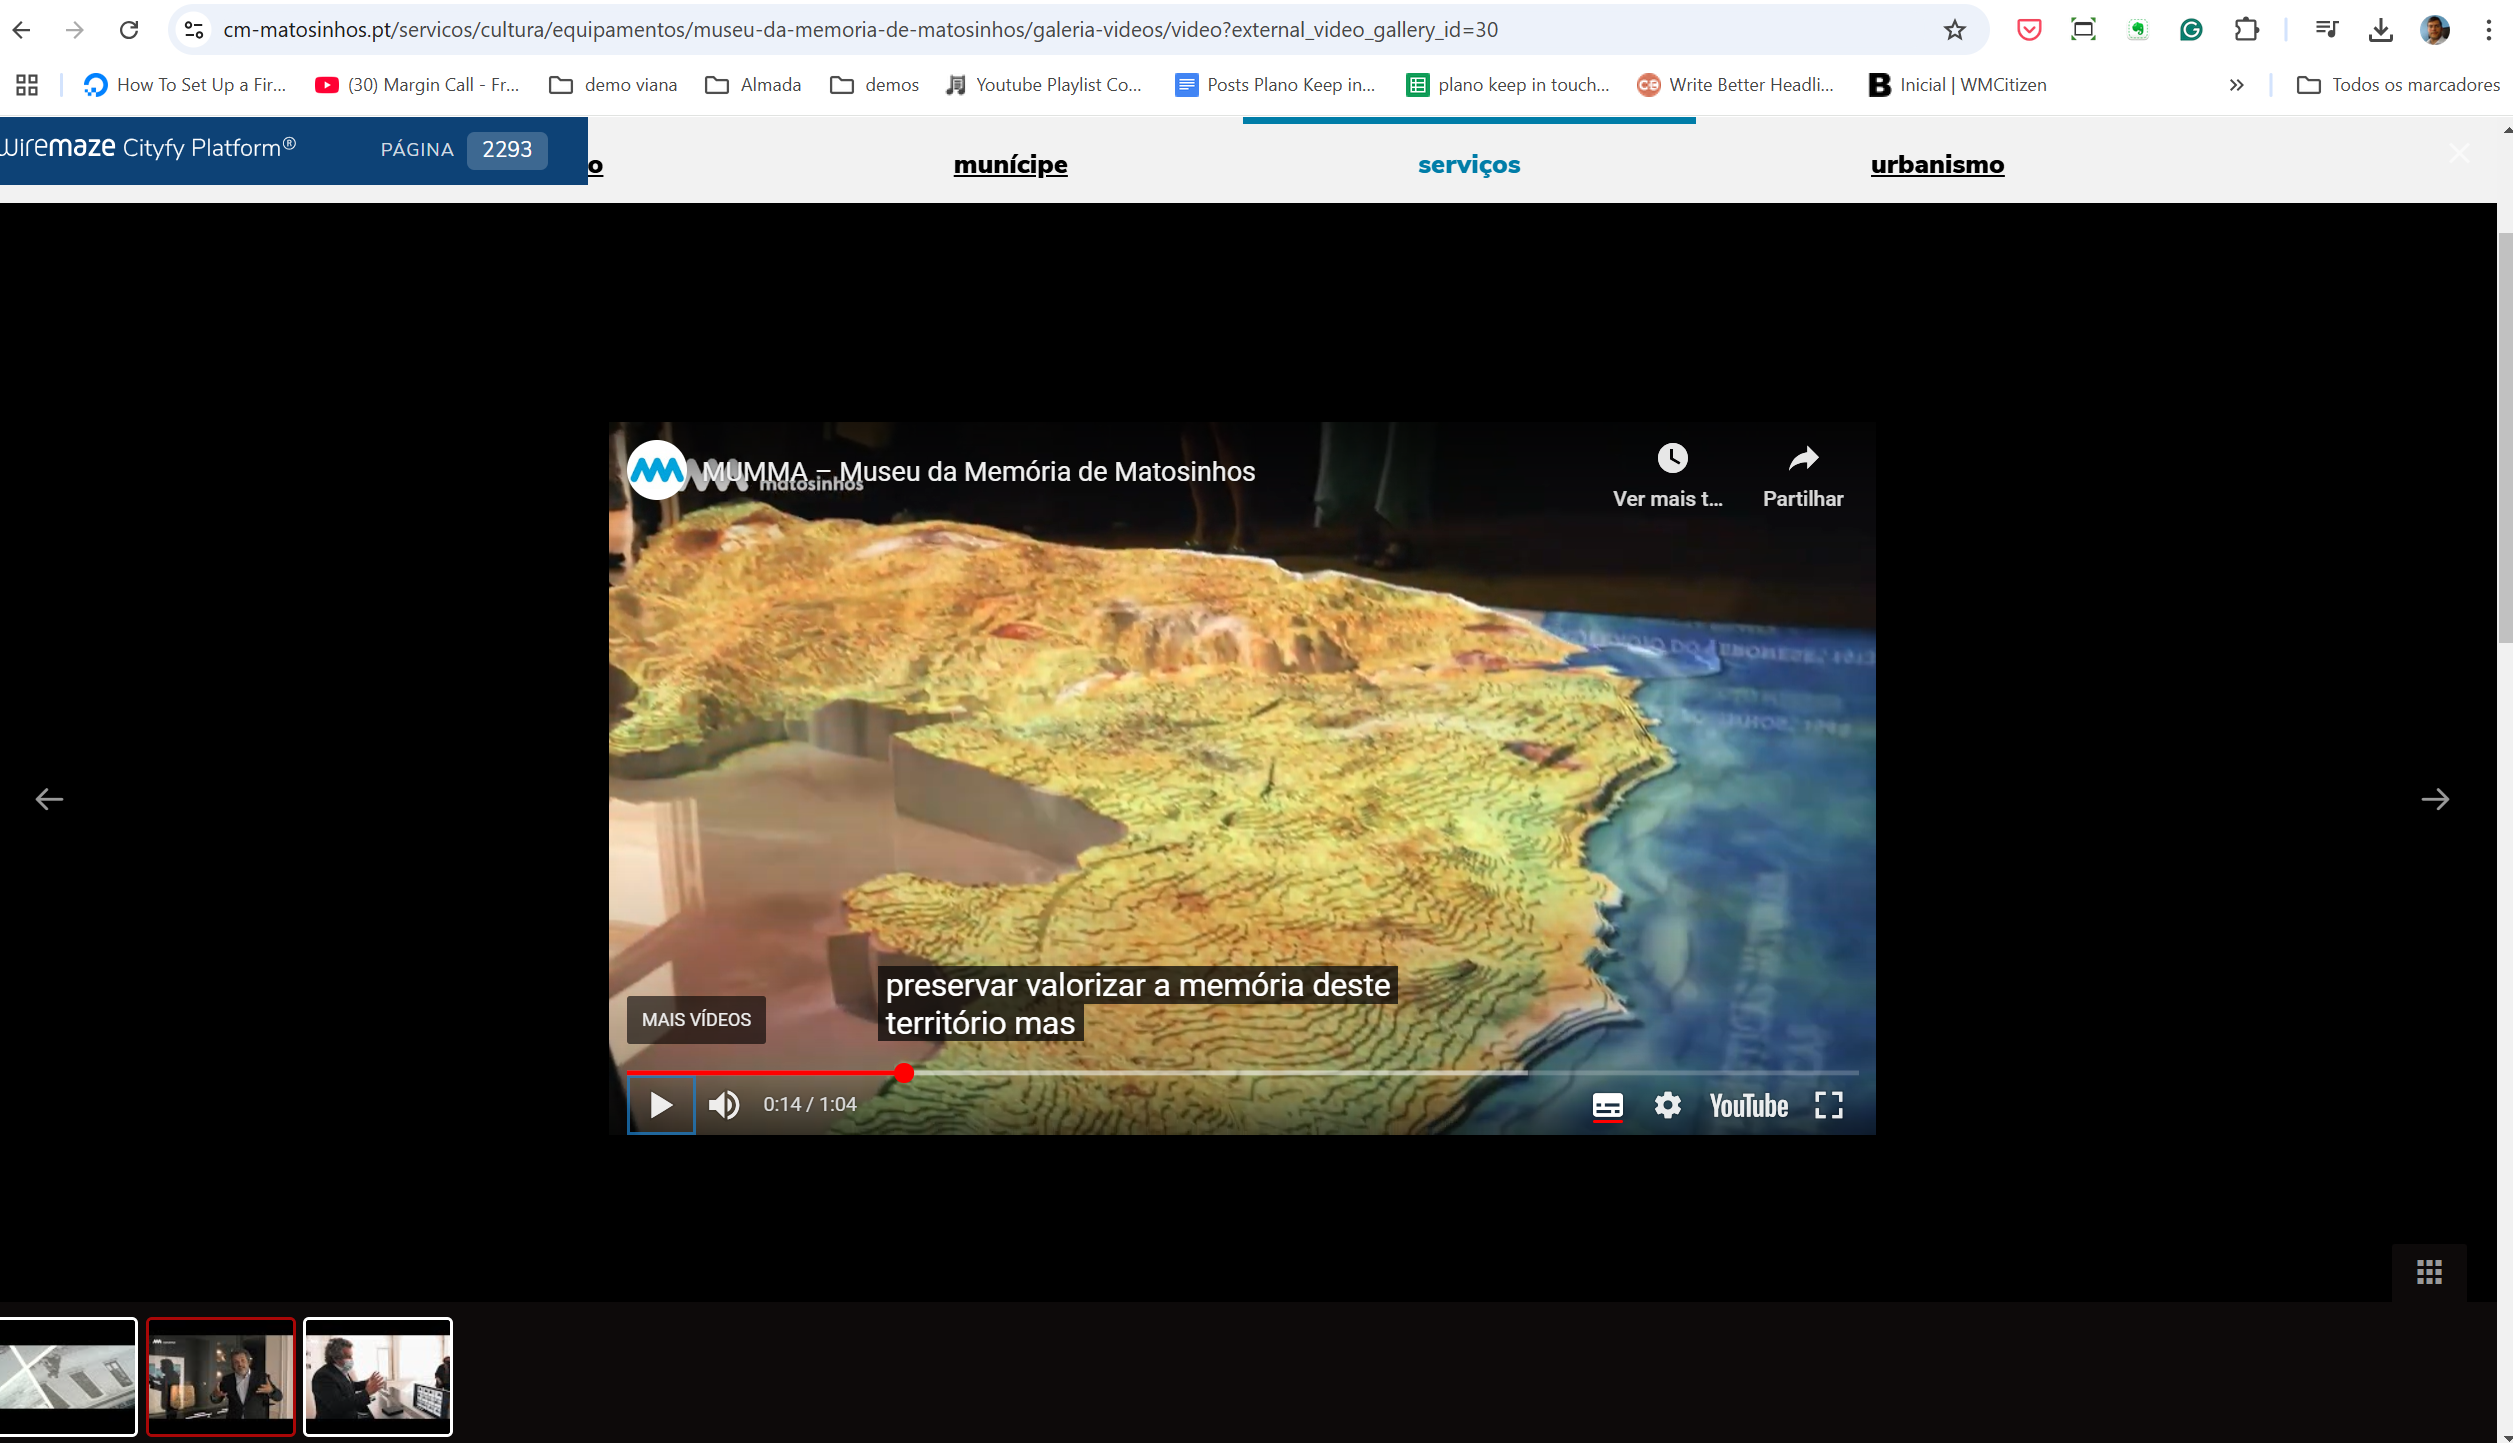 cm-matosinhos.pt/servicos/cultura/equipamentos/museu-da-memoria-de-matosinhos/galeria-videos/video?external_video_gallery_id=30
How To Set Up a Fir...
(30) Margin Call - Fr...
demo viana
Almada
demos
Youtube Playlist Co...
Posts Plano Keep in...
plano keep in touch...
Write Better Headli...
B Inicial | WMCitizen
Todos os marcadores
wiremaze Cityfy Platform®
PÁGINA 2293
o
munícipe
serviços
urbanismo
MUMMA – Museu da Memória de Matosinhos
matosinhos
Ver mais t...
Partilhar
preservar valorizar a memória deste
território mas
MAIS VÍDEOS
0:14 / 1:04
YouTube